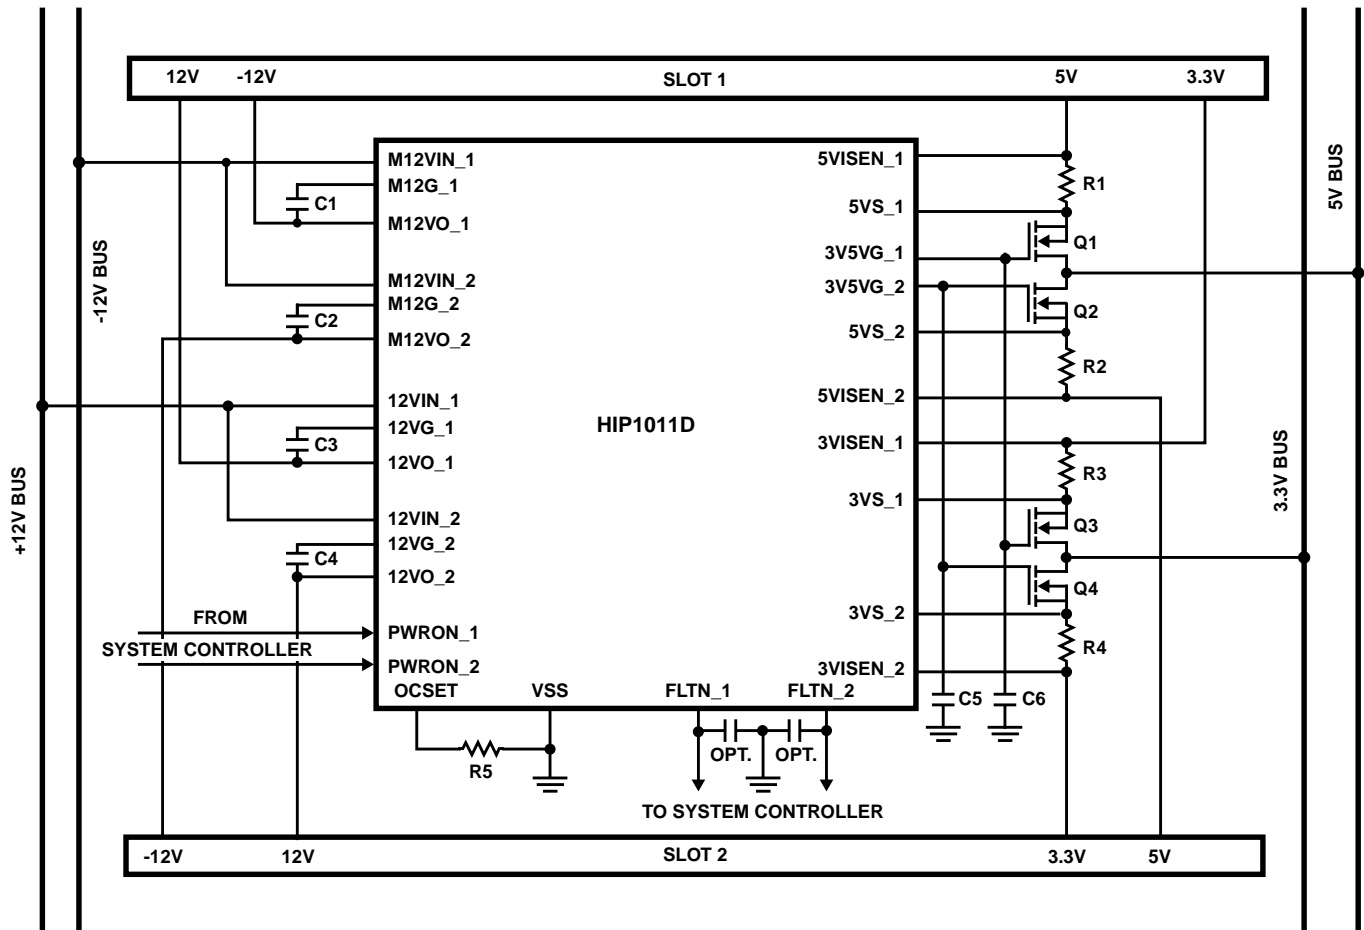 12V
-12V
SLOT 1
5V
3.3V
M12VIN_1
M12G_1
C1
M12VO_1
M12VIN_2
M12G_2
C2
M12VO_2
12VIN_1
12VG_1
C3
12VO_1
12VIN_2
12VG_2
C4
12VO_2
FROM
SYSTEM CONTROLLER
PWRON_1
PWRON_2
OCSET
VSS
FLTN_1
FLTN_2
HIP1011D
5VISEN_1
5VS_1
3V5VG_1
3V5VG_2
5VS_2
5VISEN_2
3VISEN_1
3VS_1
3VS_2
3VISEN_2
R1
Q1
Q2
R2
R3
Q3
Q4
R4
C5
C6
R5
OPT.
OPT.
TO SYSTEM CONTROLLER
-12V BUS
+12V BUS
5V BUS
3.3V BUS
-12V
12V
SLOT 2
3.3V
5V